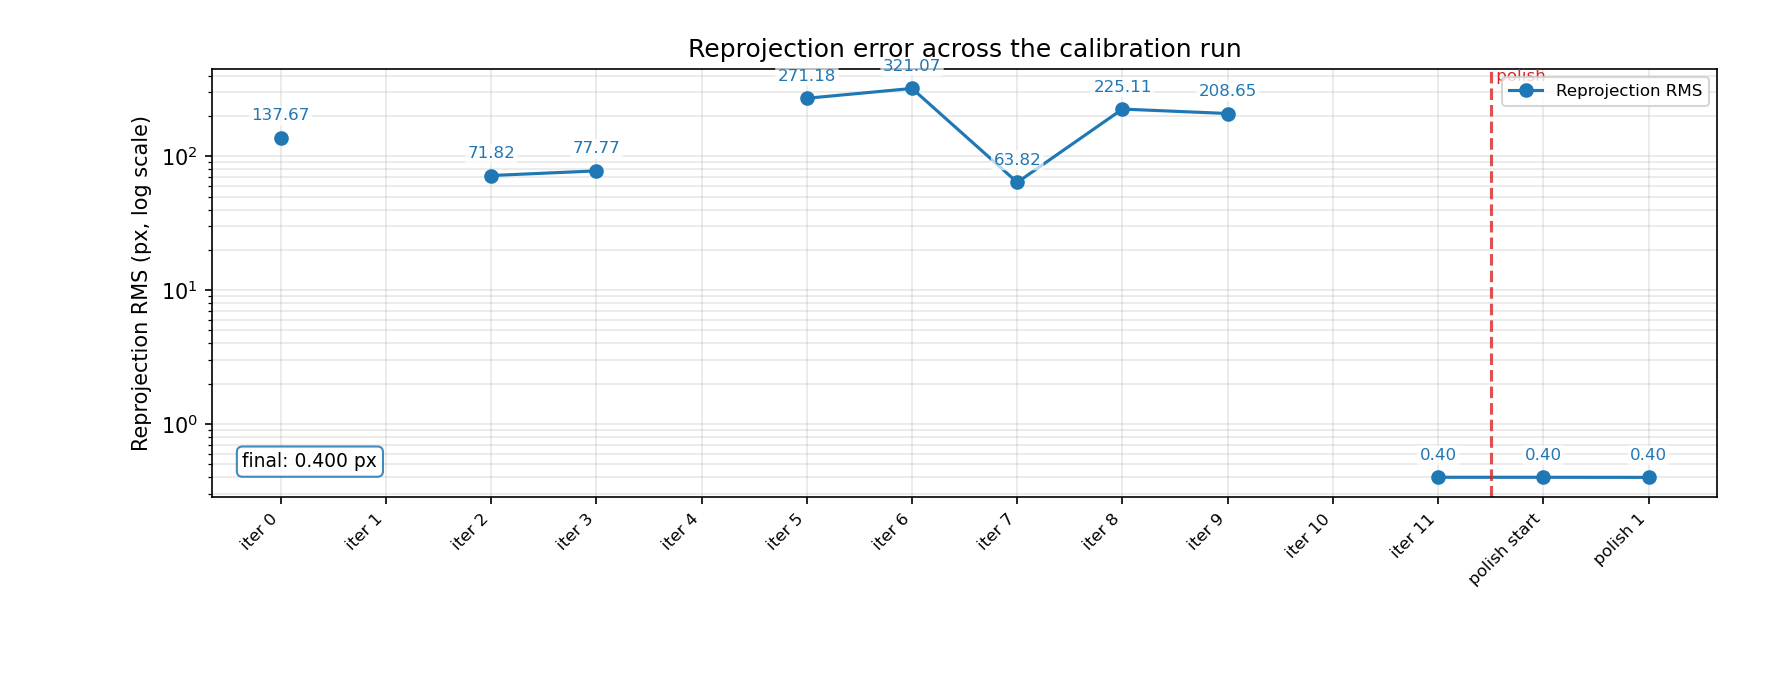 Reprojection error across the calibration run
Reprojection RMS (px, log scale)
10²
10¹
10⁰
137.67
71.82
77.77
271.18
321.07
63.82
225.11
208.65
0.40
0.40
0.40
polish
Reprojection RMS
final: 0.400 px
iter 0
iter 1
iter 2
iter 3
iter 4
iter 5
iter 6
iter 7
iter 8
iter 9
iter 10
iter 11
polish start
polish 1